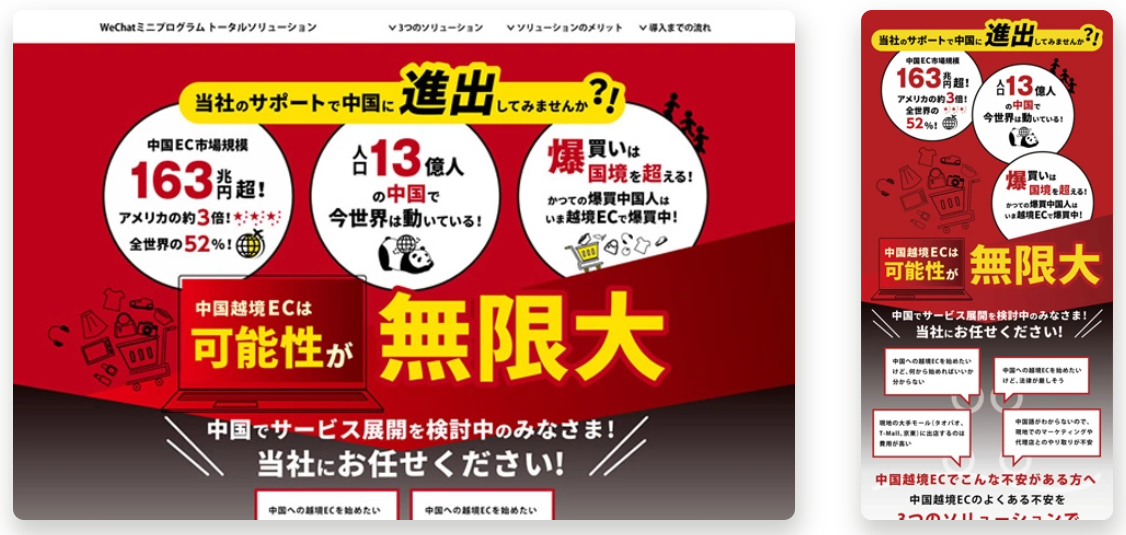 WeChatミニプログラム トータルソリューション
3つのソリューション
ソリューションのメリット
導入までの流れ
当社のサポートで中国に進出してみませんか?!
中国EC市場規模
163兆円超!
アメリカの約3倍!
全世界の52%!
人口13億人
の中国で
今世界は動いている!
爆買いは
国境を超える!
かつての爆買中国人は
いま越境ECで爆買中!
中国越境ECは
可能性が
無限大
中国でサービス展開を検討中のみなさま!
当社にお任せください!
中国への越境ECを始めたい
中国への越境ECを始めたい
当社のサポートで中国に進出してみませんか?!
中国EC市場規模
163兆円超!
アメリカの約3倍!
全世界の
52%!
人口13億人
の中国で
今世界は動いている!
爆買いは
国境を超える!
かつての爆買中国人は
いま越境ECで爆買中!
中国越境ECは
可能性が
無限大
中国でサービス展開を検討中のみなさま!
当社にお任せください!
中国への越境ECを始めたい
けど、何から始めればいいか
分からない
中国への越境ECを始めたい
けど、法律が厳しそう
現地の大手モール(タオバオ、
T-Mall、京東)に出店するのは
費用が高い
中国語がわからないので、
現地でのマーケティングや
代理店とのやり取りが不安
中国越境ECでこんな不安がある方へ
中国越境ECのよくある不安を
3つのソリューションで